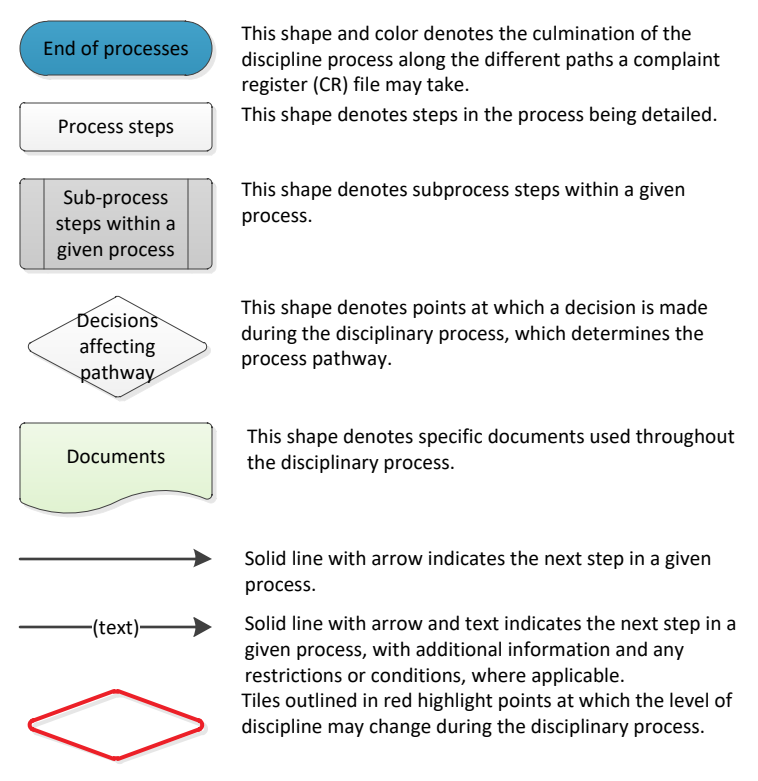 End of processes
This shape and color denotes the culmination of the
discipline process along the different paths a complaint
register (CR) file may take.
Process steps
This shape denotes steps in the process being detailed.
Sub-process
steps within a
given process
This shape denotes subprocess steps within a given
process.
Decisions
affecting
pathway
This shape denotes points at which a decision is made
during the disciplinary process, which determines the
process pathway.
Documents
This shape denotes specific documents used throughout
the disciplinary process.
Solid line with arrow indicates the next step in a given
process.
(text)
Solid line with arrow and text indicates the next step in a
given process, with additional information and any
restrictions or conditions, where applicable.
Tiles outlined in red highlight points at which the level of
discipline may change during the disciplinary process.